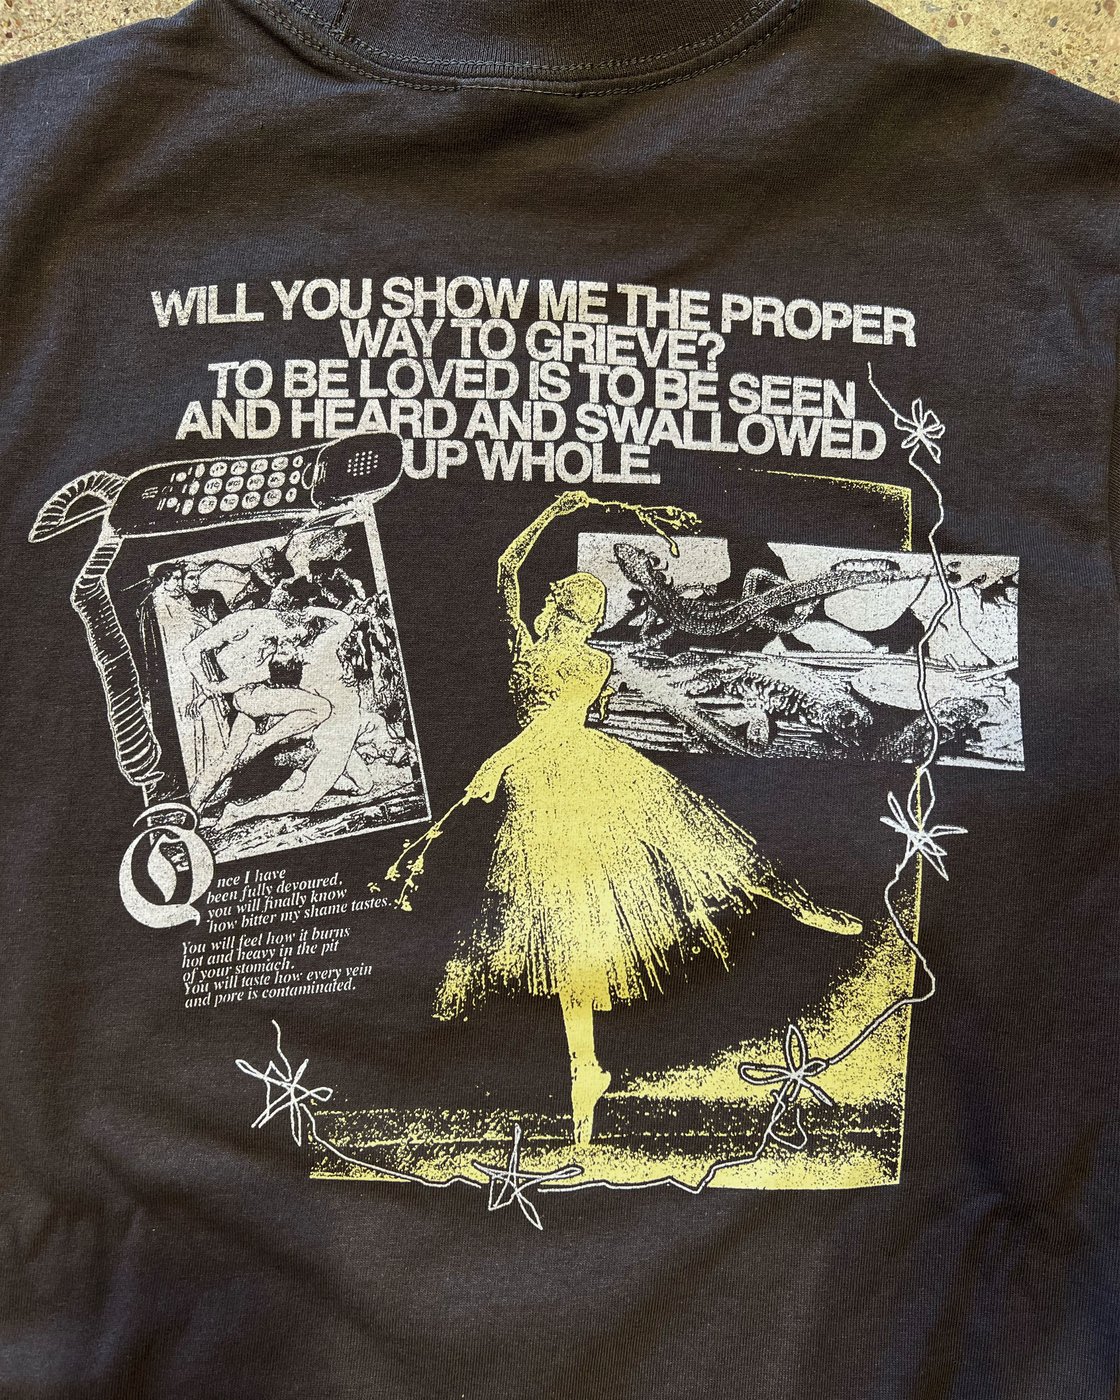 WILL YOU SHOW ME THE PROPER
WAY TO GRIEVE?
TO BE LOVED IS TO BE SEEN
AND HEARD AND SWALLOWED
UP WHOLE.
Once I have
been fully devoured,
you will finally know
how bitter my shame tastes.
You will feel how it burns
hot and heavy in the pit
of your stomach.
You will taste how every vein
and pore is contaminated.